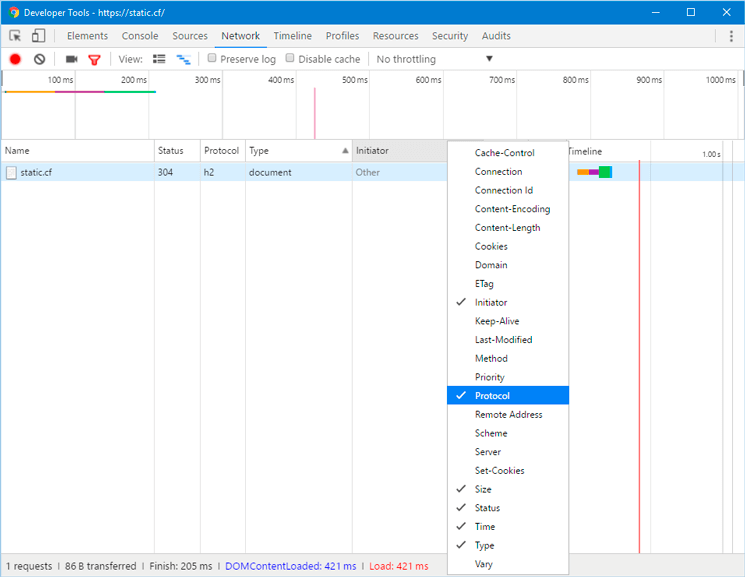 Developer Tools - https://static.cf/
Elements Console Sources Network Timeline Profiles Resources Security Audits
View: Preserve log Disable cache No throttling
100 ms 200 ms 300 ms 400 ms 500 ms 600 ms 700 ms 800 ms 900 ms 1000 ms
Name Status Protocol Type Initiator Timeline 1.00 s
static.cf 304 h2 document Other
Cache-Control
Connection
Connection Id
Content-Encoding
Content-Length
Cookies
Domain
ETag
Initiator
Keep-Alive
Last-Modified
Method
Priority
Protocol
Remote Address
Scheme
Server
Set-Cookies
Size
Status
Time
Type
Vary
1 requests | 86 B transferred | Finish: 205 ms | DOMContentLoaded: 421 ms | Load: 421 ms